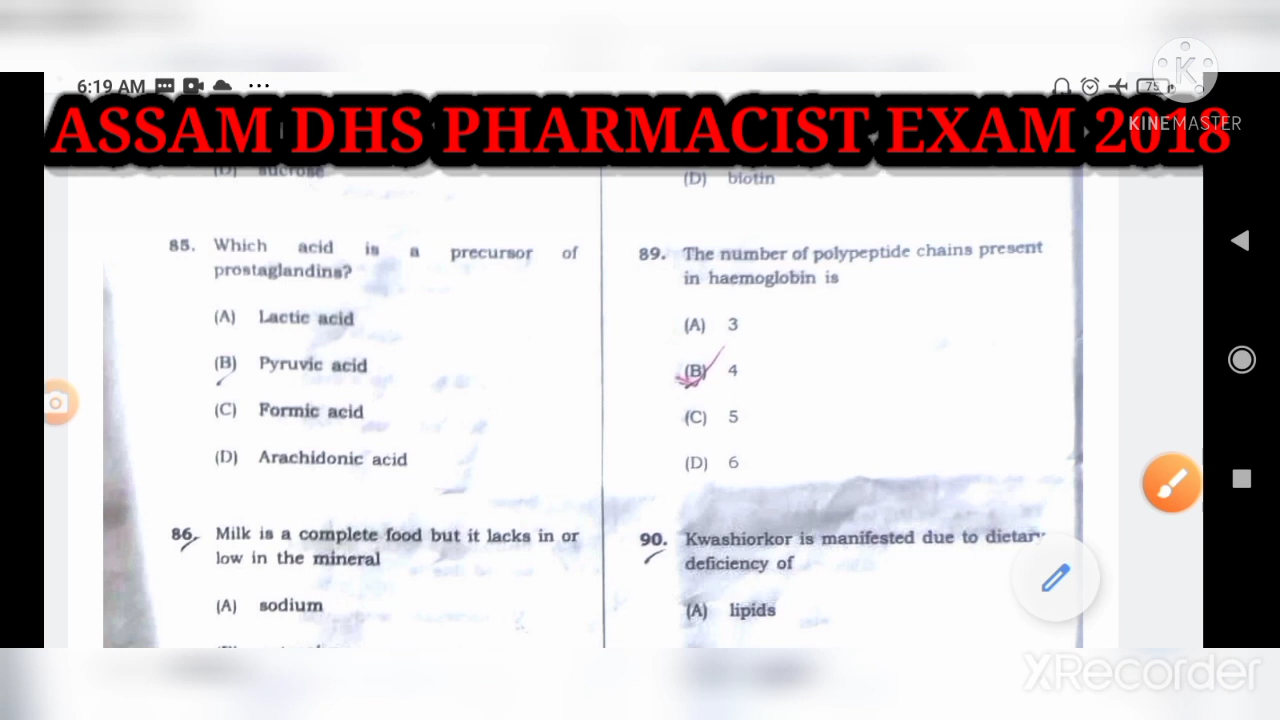 6:19 AM
75
KINEMASTER
ASSAM DHS PHARMACIST EXAM 2018
(D) sucrose
85. Which acid is a precursor of
prostaglandins?
(A) Lactic acid
(B) Pyruvic acid
(C) Formic acid
(D) Arachidonic acid
86. Milk is a complete food but it lacks in or
low in the mineral
(A) sodium
(D) biotin
89. The number of polypeptide chains present
in haemoglobin is
(A) 3
(B) 4
(C) 5
(D) 6
90. Kwashiorkor is manifested due to dietary
deficiency of
(A) lipids
XRecorder